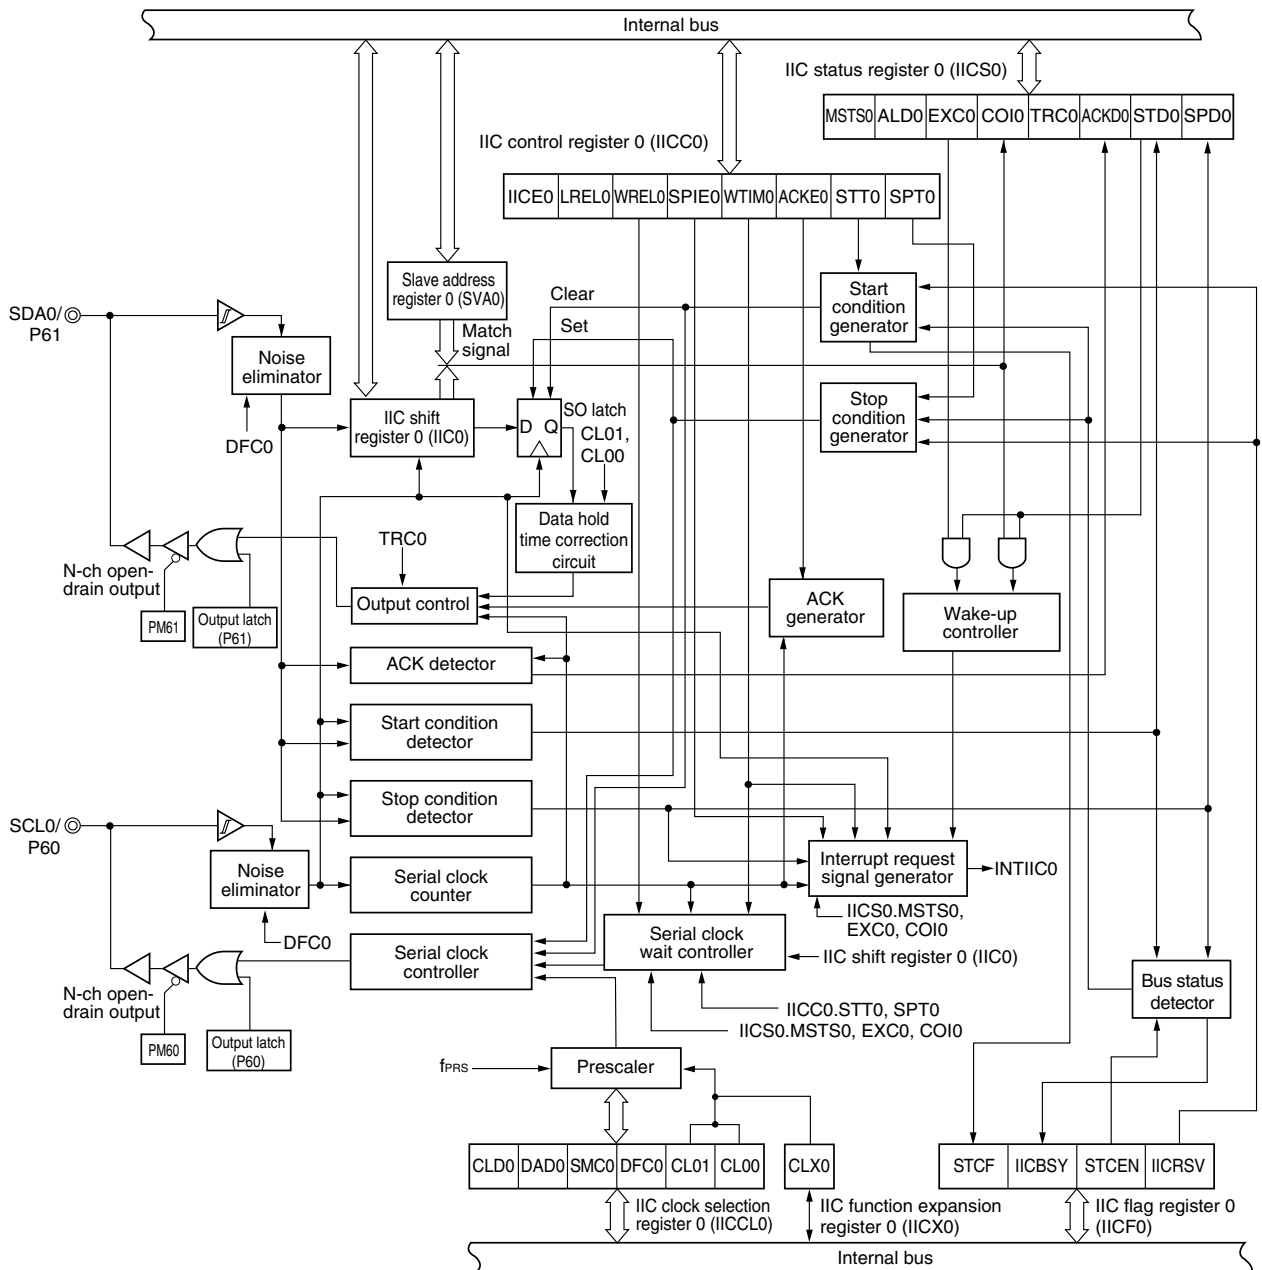 Internal bus
IIC status register 0 (IICS0)
MSTS0 ALD0 EXC0 COI0 TRC0 ACKD0 STD0 SPD0
IIC control register 0 (IICC0)
IICE0 LREL0 WREL0 SPIE0 WTIM0 ACKE0 STT0 SPT0
Slave address
register 0 (SVA0)
Clear
Start
condition
generator
SDA0/
P61
Set
Match
signal
Noise
eliminator
Stop
condition
generator
IIC shift
register 0 (IIC0)
D Q
SO latch
CL01,
CL00
DFC0
Data hold
time correction
circuit
TRC0
N-ch open-
drain output
PM61
Output latch
(P61)
Output control
ACK
generator
Wake-up
controller
ACK detector
Start condition
detector
Stop condition
detector
SCL0/
P60
Noise
eliminator
Serial clock
counter
Interrupt request
signal generator
INTIIC0
IICS0.MSTS0,
EXC0, COI0
DFC0
Serial clock
controller
Serial clock
wait controller
IIC shift register 0 (IIC0)
Bus status
detector
N-ch open-
drain output
PM60
Output latch
(P60)
IICC0.STT0, SPT0
IICS0.MSTS0, EXC0, COI0
fPRS
Prescaler
CLD0 DAD0 SMC0 DFC0 CL01 CL00
CLX0
STCF IICBSY STCEN IICRSV
IIC clock selection
register 0 (IICCL0)
IIC function expansion
register 0 (IICX0)
IIC flag register 0
(IICF0)
Internal bus